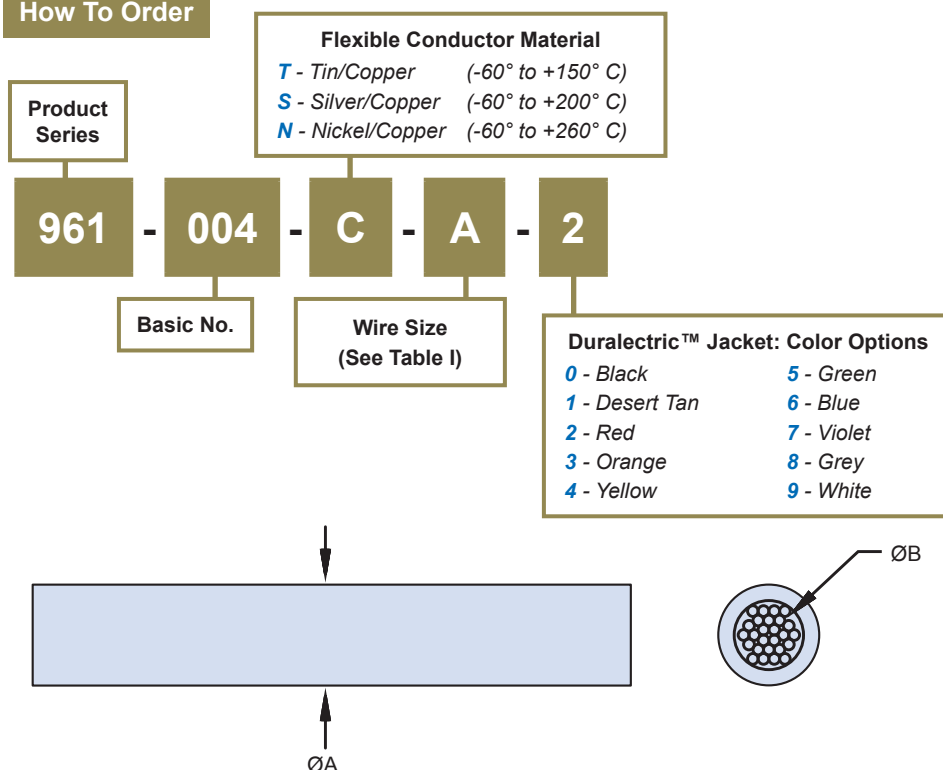 How To Order
Flexible Conductor Material
T - Tin/Copper (-60° to +150° C)
S - Silver/Copper (-60° to +200° C)
N - Nickel/Copper (-60° to +260° C)
Product
Series
961 - 004 - C - A - 2
Basic No.
Wire Size
(See Table I)
Duralectric™ Jacket: Color Options
0 - Black 5 - Green
1 - Desert Tan 6 - Blue
2 - Red 7 - Violet
3 - Orange 8 - Grey
4 - Yellow 9 - White
ØB
ØA